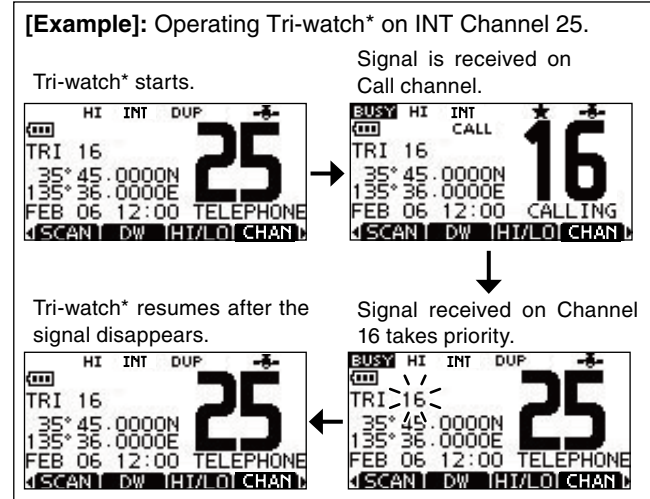 [Example]: Operating Tri-watch* on INT Channel 25.
Tri-watch* starts.
HI INT DUP
25
TRI 16
35° 45.0000N
135° 36.0000E
FEB 06 12:00 TELEPHONE
SCAN DW HI/LO CHAN
Signal is received on
Call channel.
BUSY HI INT
CALL
16
TRI 16
35° 45.0000N
135° 36.0000E
FEB 06 12:00 CALLING
SCAN DW HI/LO CHAN
Signal received on Channel
16 takes priority.
BUSY HI INT DUP
25
TRI 16
35° 45.0000N
135° 36.0000E
FEB 06 12:00 TELEPHONE
SCAN DW HI/LO CHAN
Tri-watch* resumes after the
signal disappears.
HI INT DUP
25
TRI 16
35° 45.0000N
135° 36.0000E
FEB 06 12:00 TELEPHONE
SCAN DW HI/LO CHAN